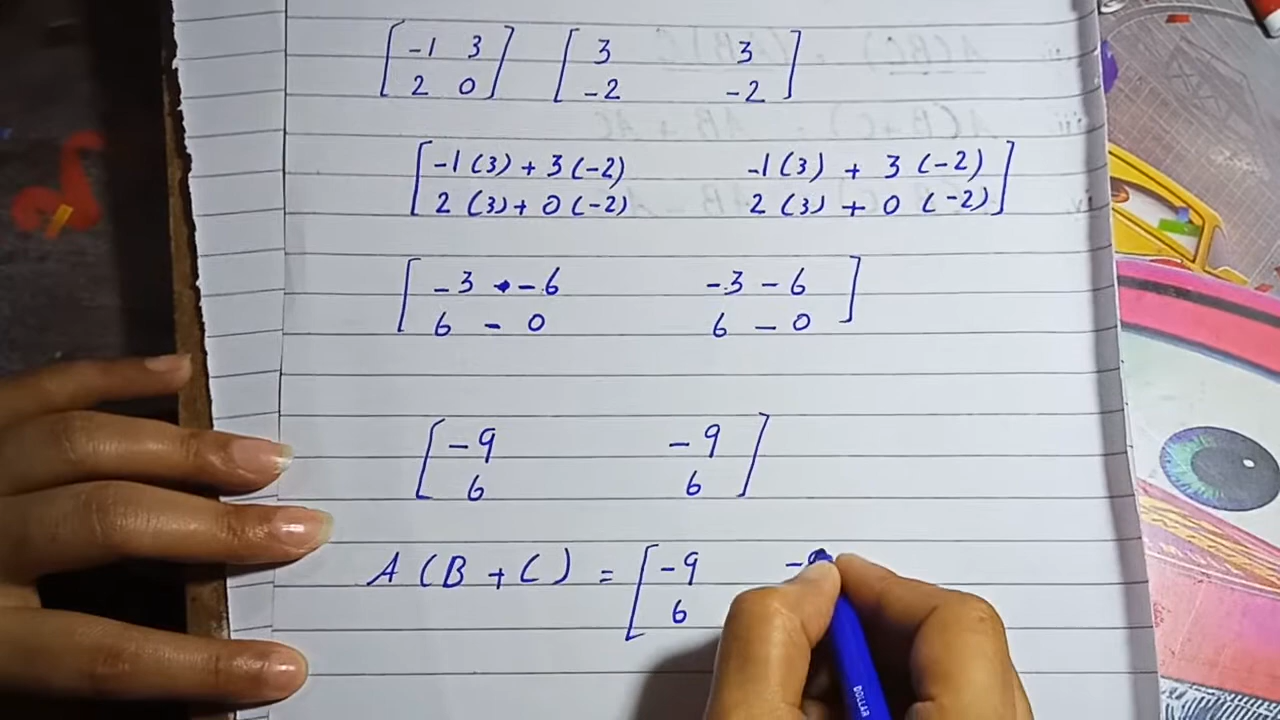 [ -1 3 ] [ 3 3 ]
[ 2 0 ] [ -2 -2 ]
[ -1(3) + 3(-2) -1(3) + 3(-2) ]
[ 2(3) + 0(-2) 2(3) + 0(-2) ]
[ -3 - 6 -3 - 6 ]
[ 6 - 0 6 - 0 ]
[ -9 -9 ]
[ 6 6 ]
A(B+C) = [ -9 -9
[ 6
DOLLAR